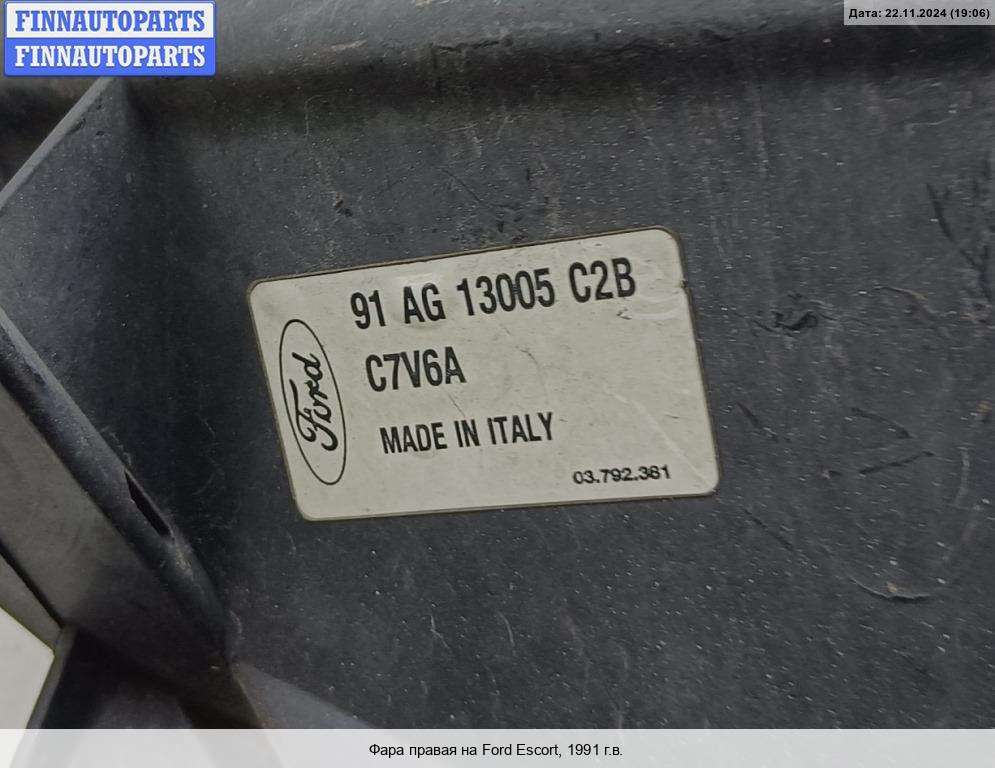 FINNAUTOPARTS
FINNAUTOPARTS
Дата: 22.11.2024 (19:06)
91 AG 13005 C2B
C7V6A
Ford
MADE IN ITALY
03.792.381
Фара правая на Ford Escort, 1991 г.в.